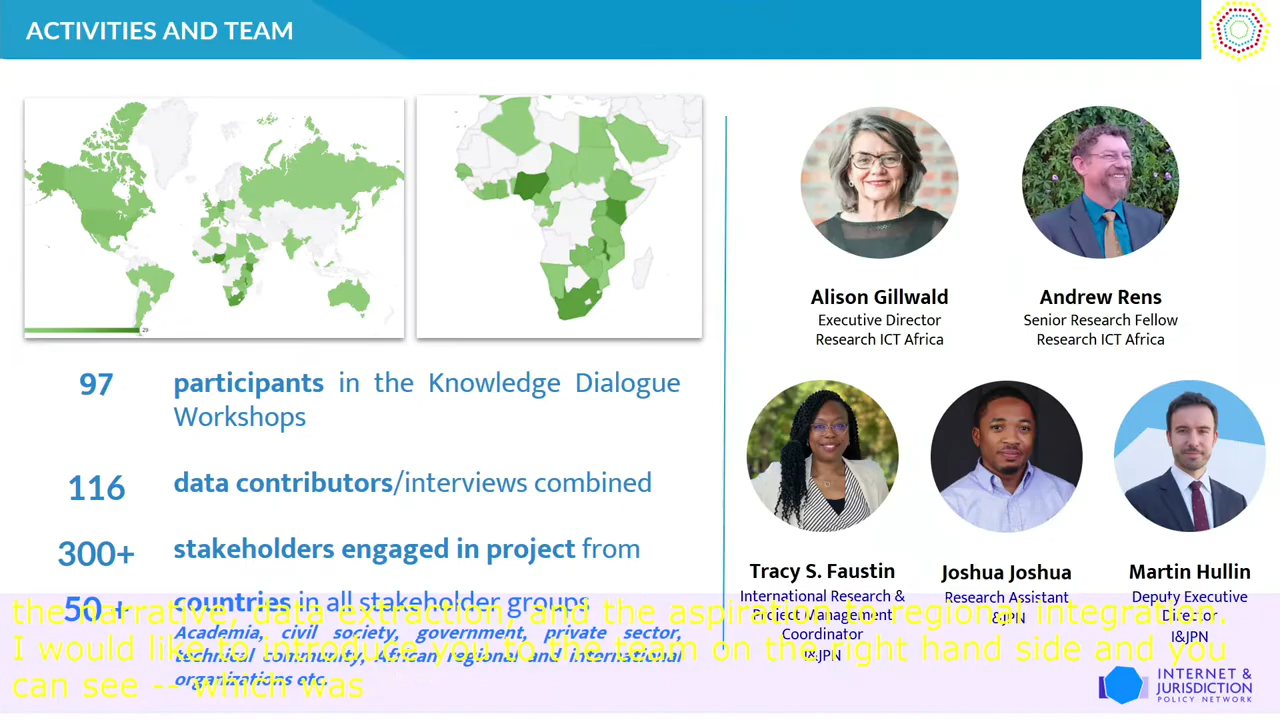 ACTIVITIES AND TEAM
29
97
participants in the Knowledge Dialogue
Workshops
116
data contributors/interviews combined
300+
stakeholders engaged in project from
50 +
countries in all stakeholder groups
Academia, civil society, government, private sector,
technical community, African regional and international
organizations etc.
Alison Gillwald
Executive Director
Research ICT Africa
Andrew Rens
Senior Research Fellow
Research ICT Africa
Tracy S. Faustin
International Research &
Project Management
Coordinator
I&JPN
Joshua Joshua
Research Assistant
I&JPN
Martin Hullin
Deputy Executive
Director
I&JPN
the narrative, data extraction, and the aspiration to regional integration.
I would like to introduce you to the team on the right hand side and you
can see -- which was
INTERNET &
JURISDICTION
POLICY NETWORK